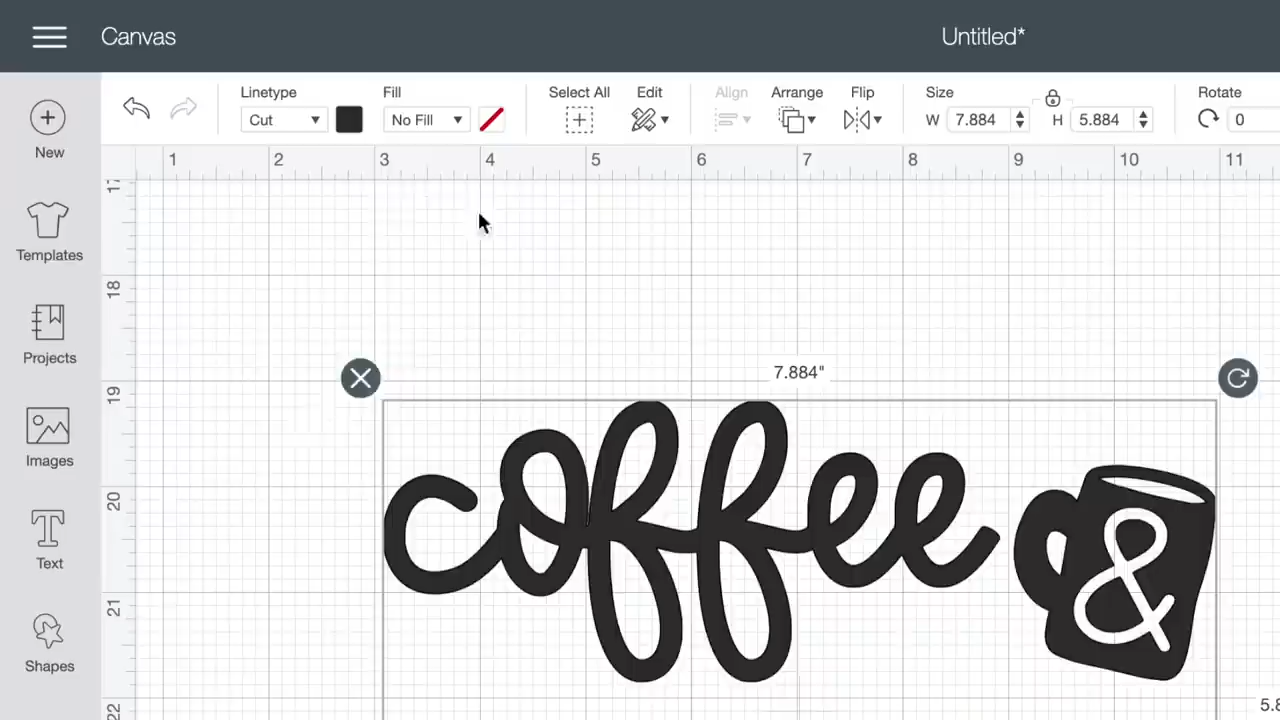 Canvas
Untitled*
Linetype
Fill
Select All
Edit
Align
Arrange
Flip
Size
Rotate
Cut
No Fill
W 7.884
H 5.884
0
New
Templates
Projects
Images
Text
Shapes
1 2 3 4 5 6 7 8 9 10 11
17
18
19
20
21
22
7.884"
coffee &